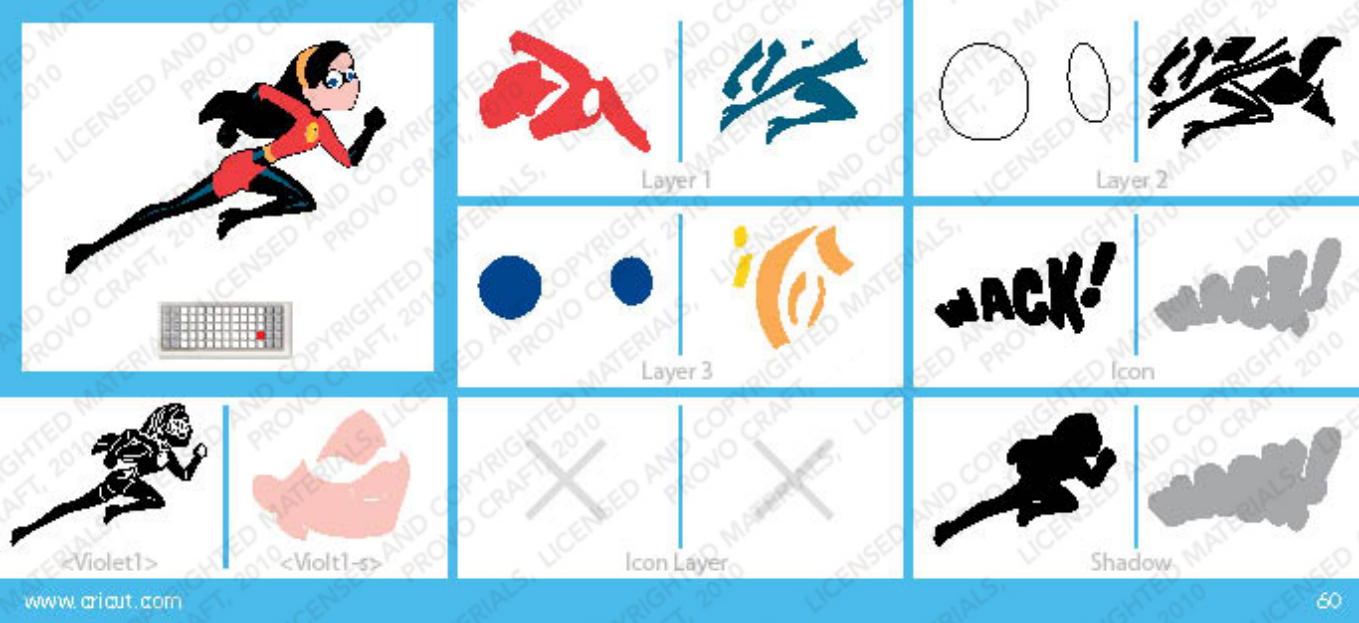 Layer 1
Layer 2
Layer 3
WACK!
WACK!
Icon
<Violet1>
<Violt1-s>
Icon Layer
Shadow
www.cricut.com
60
LICENSED AND COPYRIGHTED MATERIALS, PROVO CRAFT, 2010